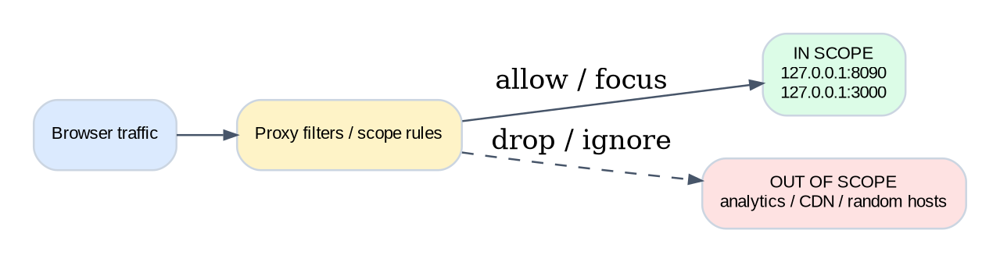 Browser traffic
Proxy filters / scope rules
allow / focus
drop / ignore
IN SCOPE
127.0.0.1:8090
127.0.0.1:3000
OUT OF SCOPE
analytics / CDN / random hosts